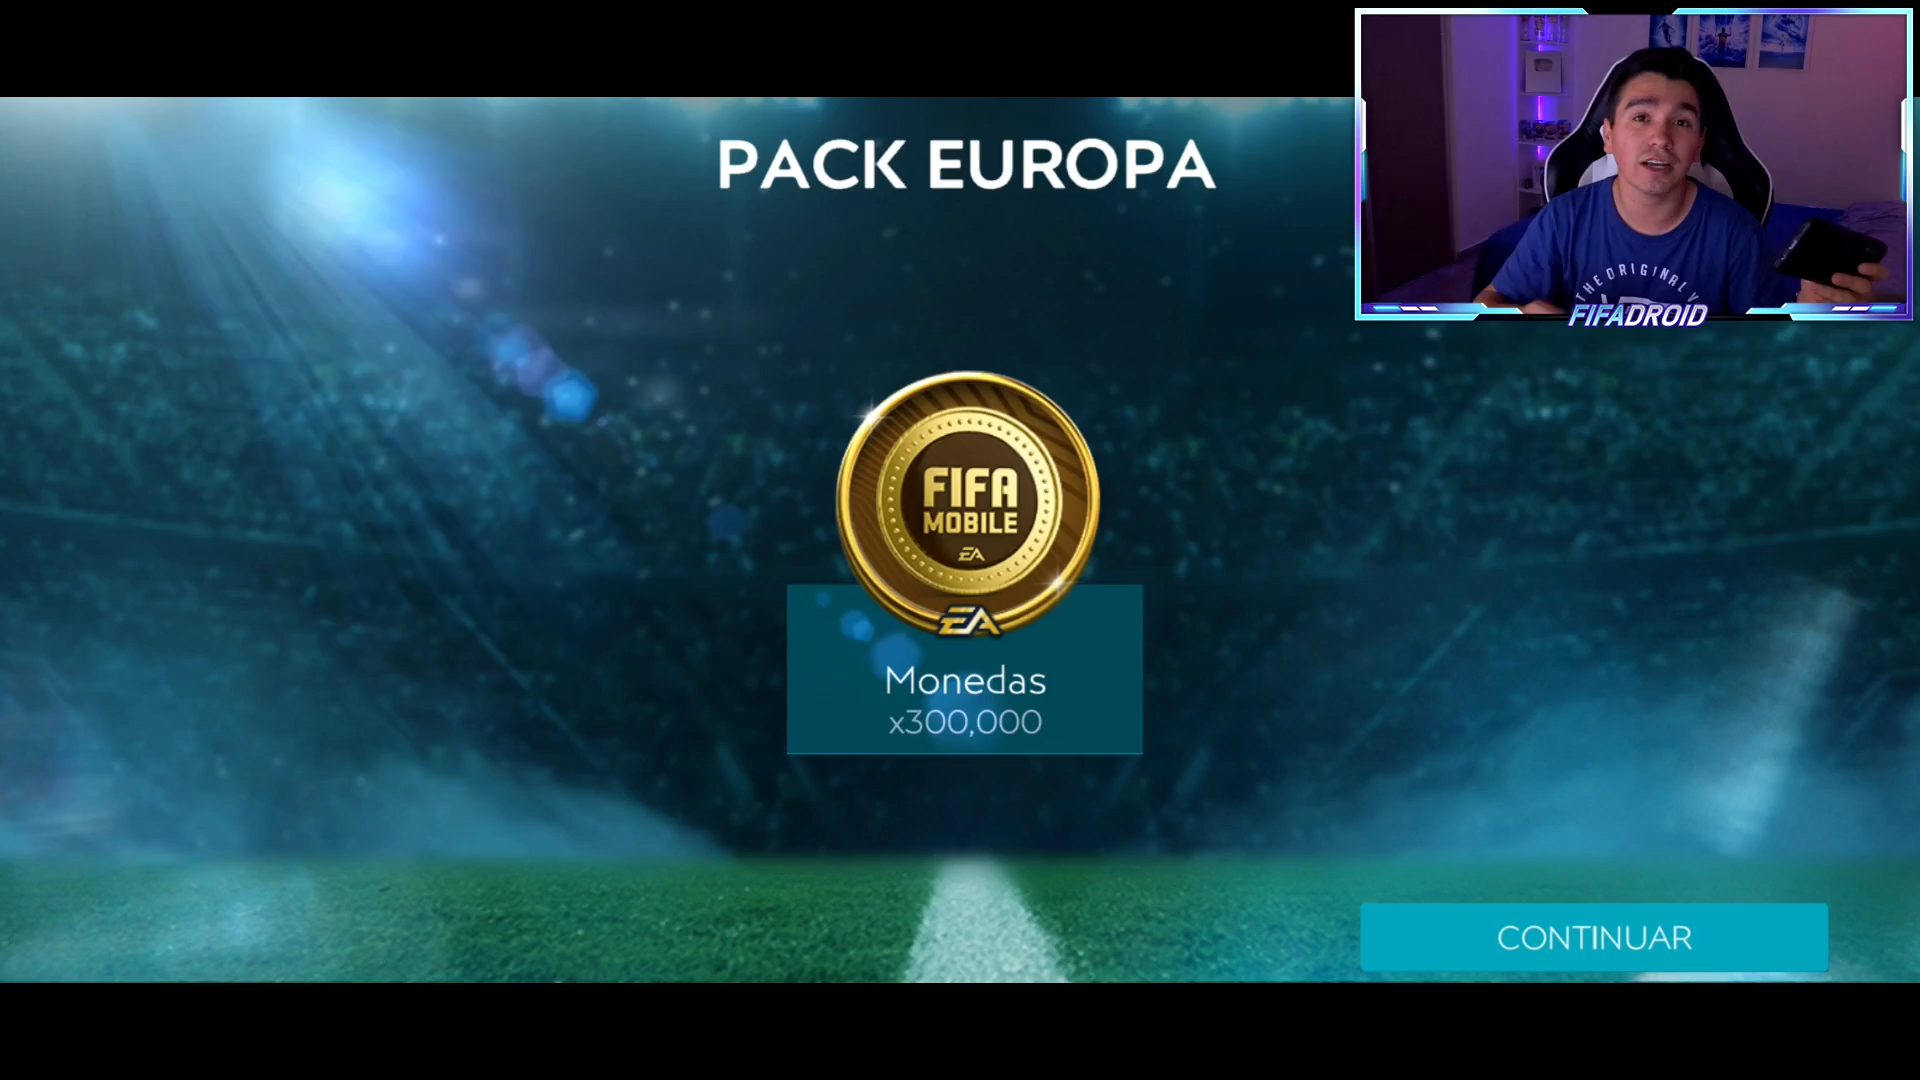 PACK EUROPA
THE ORIGINAL V
FIFADROID
FIFA
MOBILE
EA
EA
Monedas
x300,000
CONTINUAR